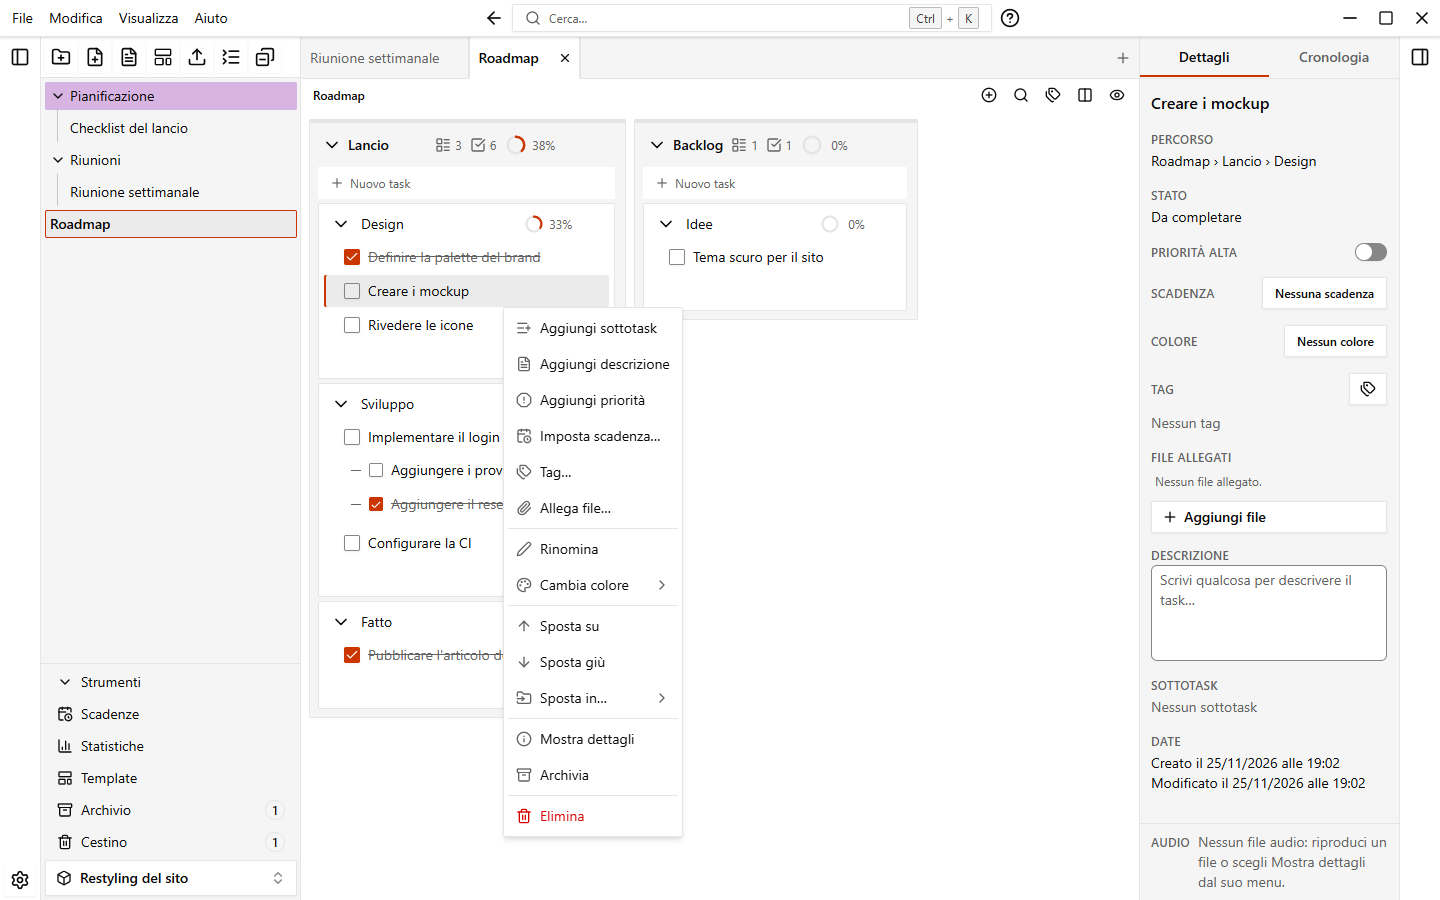 File Modifica Visualizza Aiuto
Cerca... Ctrl + K
Pianificazione
Checklist del lancio
Riunioni
Riunione settimanale
Roadmap
Strumenti
Scadenze
Statistiche
Template
Archivio 1
Cestino 1
Restyling del sito
Riunione settimanale Roadmap
Roadmap
Lancio 3 6 38%
Nuovo task
Design 33%
Definire la palette del brand
Creare i mockup
Rivedere le icone
Sviluppo
Implementare il login
Aggiungere i prov
Aggiungere il rese
Configurare la CI
Fatto
Pubblicare l'articolo d
Backlog 1 1 0%
Nuovo task
Idee 0%
Tema scuro per il sito
Aggiungi sottotask
Aggiungi descrizione
Aggiungi priorità
Imposta scadenza...
Tag...
Allega file...
Rinomina
Cambia colore
Sposta su
Sposta giù
Sposta in...
Mostra dettagli
Archivia
Elimina
Dettagli Cronologia
Creare i mockup
PERCORSO
Roadmap › Lancio › Design
STATO
Da completare
PRIORITÀ ALTA
SCADENZA Nessuna scadenza
COLORE Nessun colore
TAG
Nessun tag
FILE ALLEGATI
Nessun file allegato.
Aggiungi file
DESCRIZIONE
Scrivi qualcosa per descrivere il
task...
SOTTOTASK
Nessun sottotask
DATE
Creato il 25/11/2026 alle 19:02
Modificato il 25/11/2026 alle 19:02
AUDIO Nessun file audio: riproduci un
file o scegli Mostra dettagli
dal suo menu.